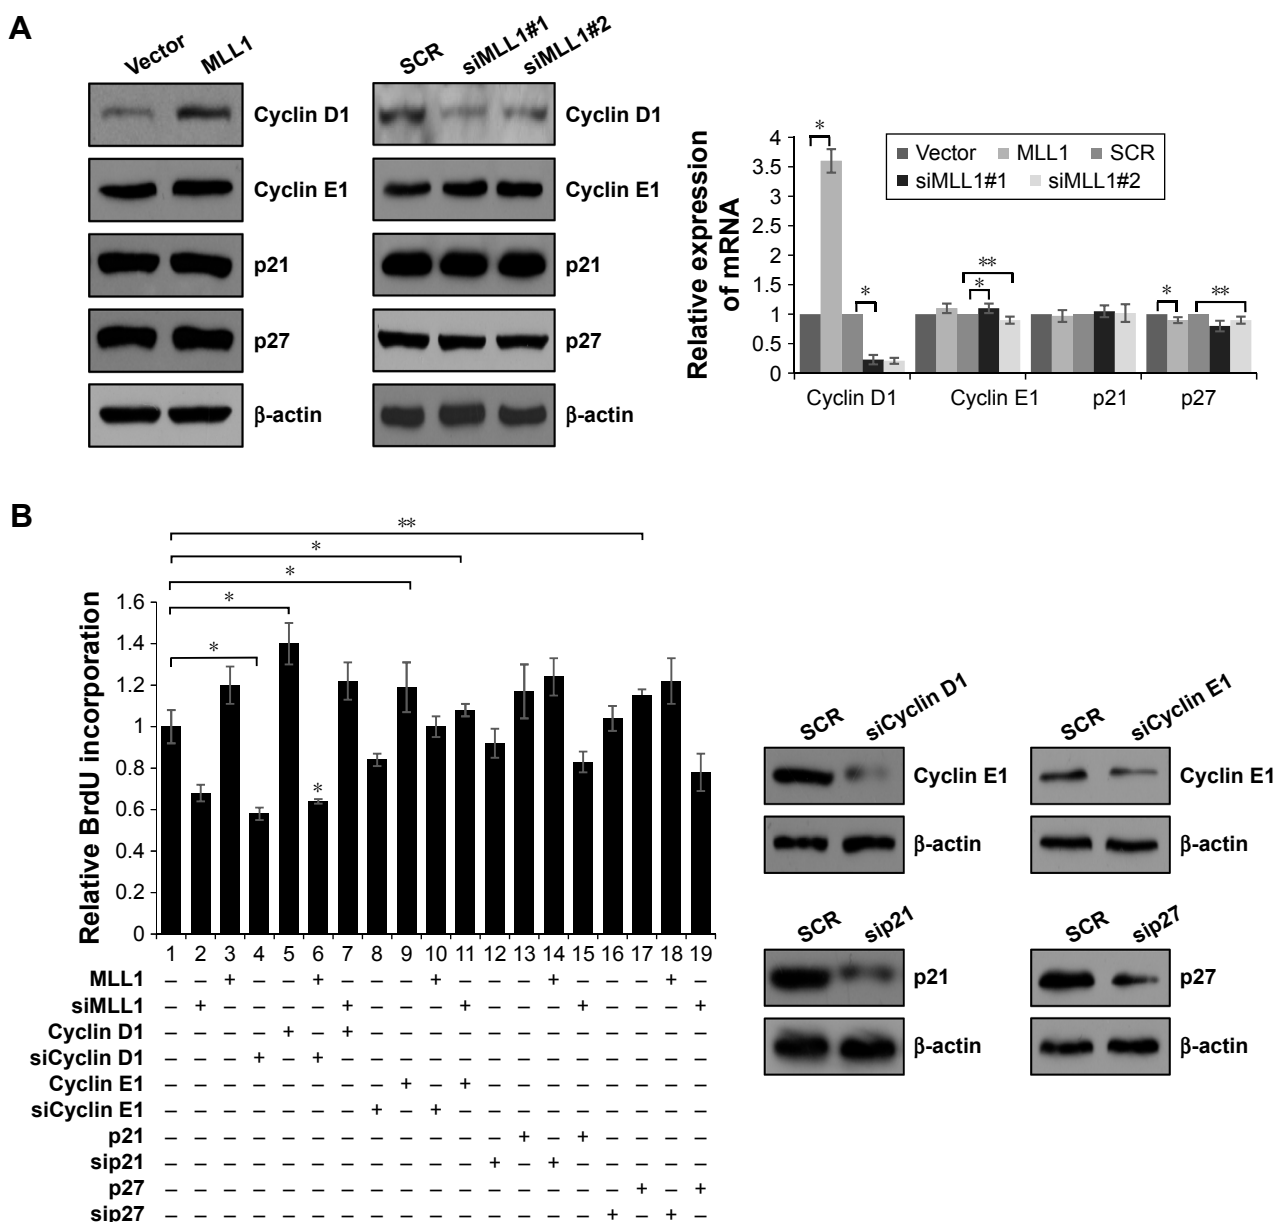 A
Vector MLL1
SCR siMLL1#1 siMLL1#2
Cyclin D1 Cyclin D1
Cyclin E1 Cyclin E1
p21 p21
p27 p27
β-actin β-actin
Relative expression
of mRNA
4
3.5
3
2.5
2
1.5
1
0.5
0
Vector MLL1 SCR
siMLL1#1 siMLL1#2
* * ** * * **
Cyclin D1 Cyclin E1 p21 p27
B
**
*
*
*
*
*
Relative BrdU incorporation
1.6
1.4
1.2
1
0.8
0.6
0.4
0.2
0
1 2 3 4 5 6 7 8 9 10 11 12 13 14 15 16 17 18 19
MLL1 – – + – – + – – – + – – – + – – – + –
siMLL1 – + – – – – + – – – + – – – + – – – +
Cyclin D1 – – – – + – + – – – – – – – – – – – –
siCyclin D1 – – – + – + – – – – – – – – – – – – –
Cyclin E1 – – – – – – – – + – + – – – – – – – –
siCyclin E1 – – – – – – – + – + – – – – – – – – –
p21 – – – – – – – – – – – – + – + – – – –
sip21 – – – – – – – – – – – + – + – – – – –
p27 – – – – – – – – – – – – – – – – + – +
sip27 – – – – – – – – – – – – – – – + – + –
SCR siCyclin D1
Cyclin E1
β-actin
SCR siCyclin E1
Cyclin E1
β-actin
SCR sip21
p21
β-actin
SCR sip27
p27
β-actin